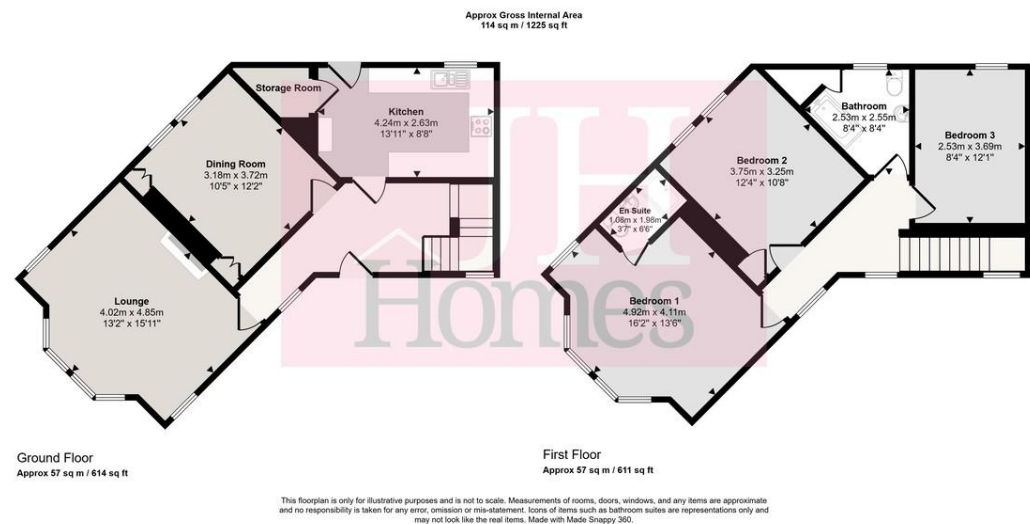 Approx Gross Internal Area
114 sq m / 1225 sq ft
Storage Room
Kitchen
4.24m x 2.63m
13'11" x 8'8"
Dining Room
3.18m x 3.72m
10'5" x 12'2"
Lounge
4.02m x 4.85m
13'2" x 15'11"
Bathroom
2.53m x 2.55m
8'4" x 8'4"
Bedroom 3
2.53m x 3.69m
8'4" x 12'1"
Bedroom 2
3.75m x 3.25m
12'4" x 10'8"
En Suite
1.08m x 1.98m
3'7" x 6'6"
Bedroom 1
4.92m x 4.11m
16'2" x 13'6"
JH
Homes
Ground Floor
Approx 57 sq m / 614 sq ft
First Floor
Approx 57 sq m / 611 sq ft
This floorplan is only for illustrative purposes and is not to scale. Measurements of rooms, doors, windows, and any items are approximate
and no responsibility is taken for any error, omission or mis-statement. Icons of items such as bathroom suites are representations only and
may not look like the real items. Made with Made Snappy 360.